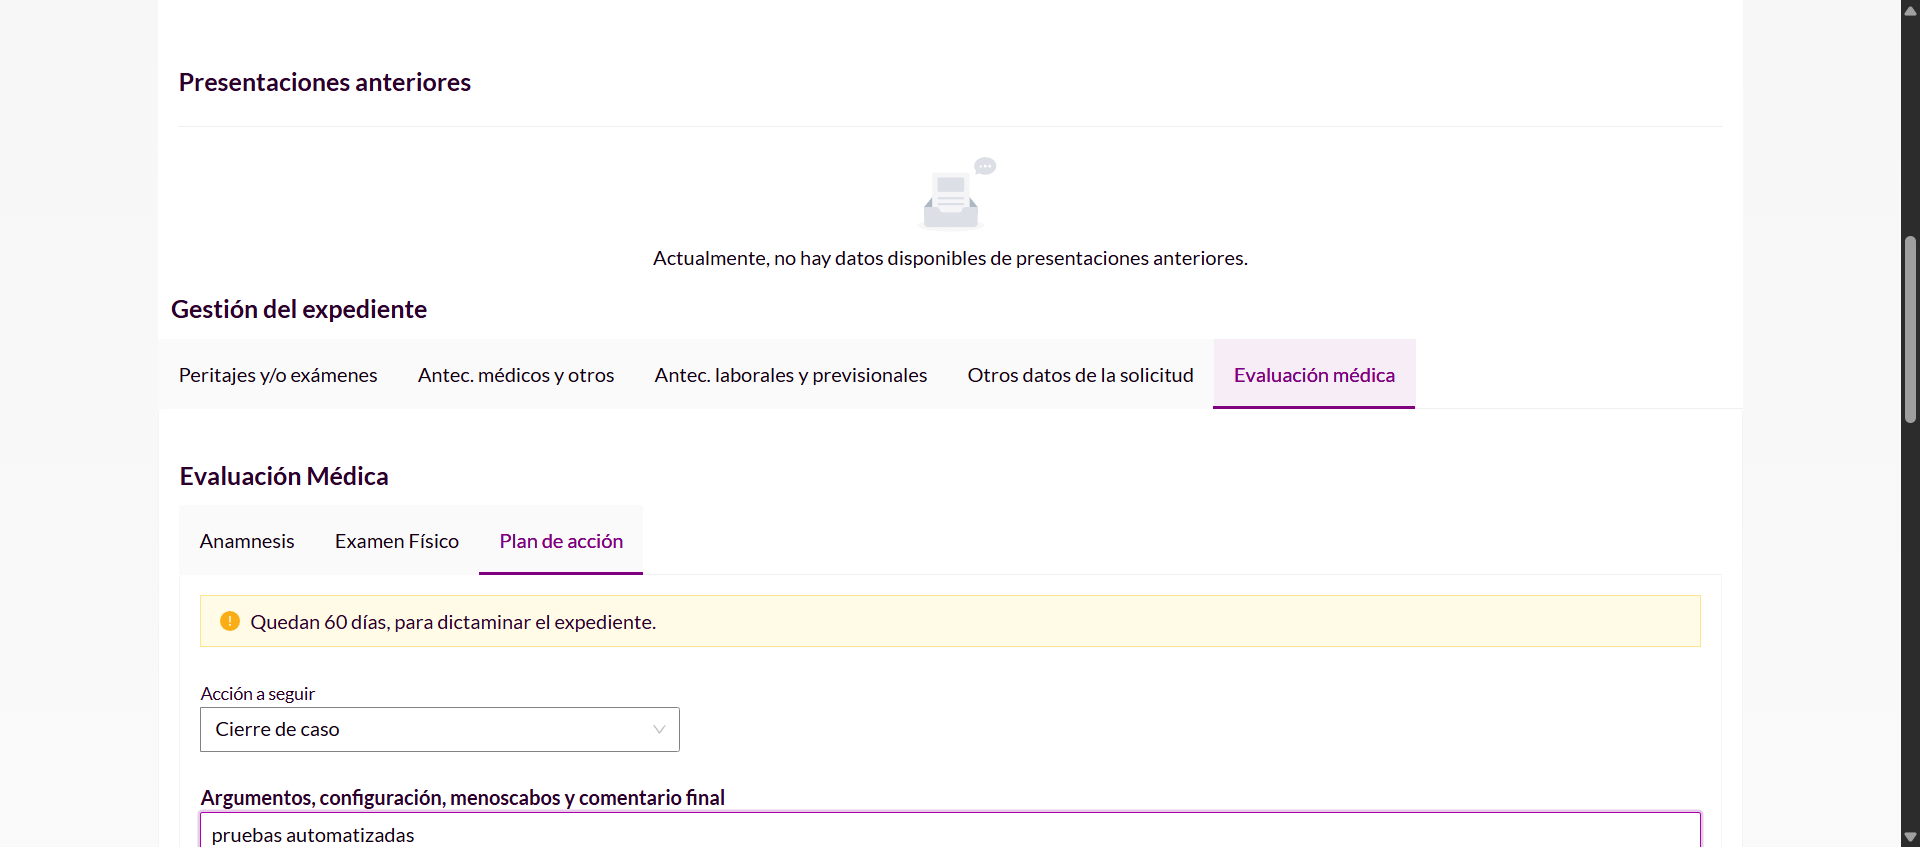 Presentaciones anteriores
Actualmente, no hay datos disponibles de presentaciones anteriores.
Gestión del expediente
Peritajes y/o exámenes
Antec. médicos y otros
Antec. laborales y previsionales
Otros datos de la solicitud
Evaluación médica
Evaluación Médica
Anamnesis
Examen Físico
Plan de acción
Quedan 60 días, para dictaminar el expediente.
Acción a seguir
Cierre de caso
Argumentos, configuración, menoscabos y comentario final
pruebas automatizadas